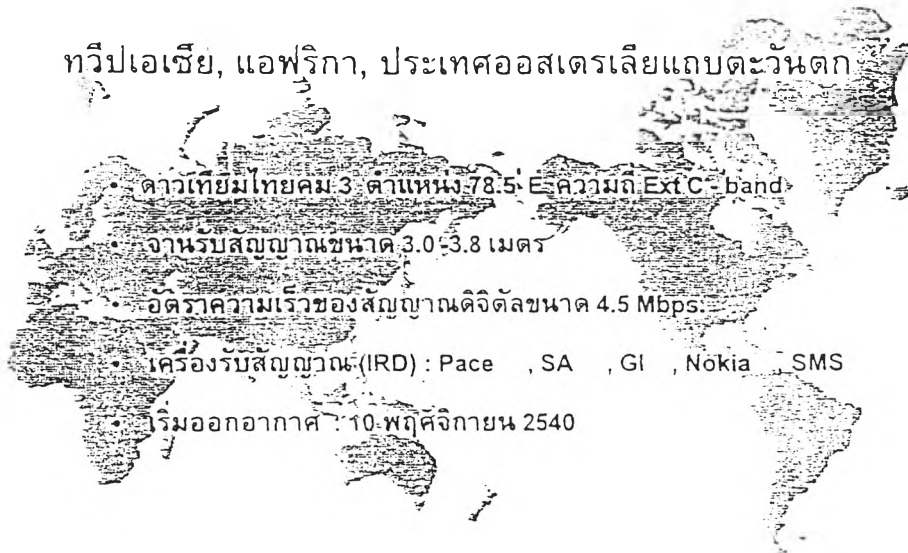 ทวีปเอเชีย, แอฟริกา, ประเทศออสเตรเลียแถบตะวันตก
• ดาวเทียมไทยคม 3 ตำแหน่ง 78.5 E ความถี่ Ext C - band
• จานรับสัญญาณขนาด 3.0 -3.8 เมตร
• อัตราความเร็วของสัญญาณดิจิตัลขนาด 4.5 Mbps.
• เครื่องรับสัญญาณ (IRD) : Pace , SA , GI , Nokia , SMS
• เริ่มออกอากาศ : 10 พฤศจิกายน 2540